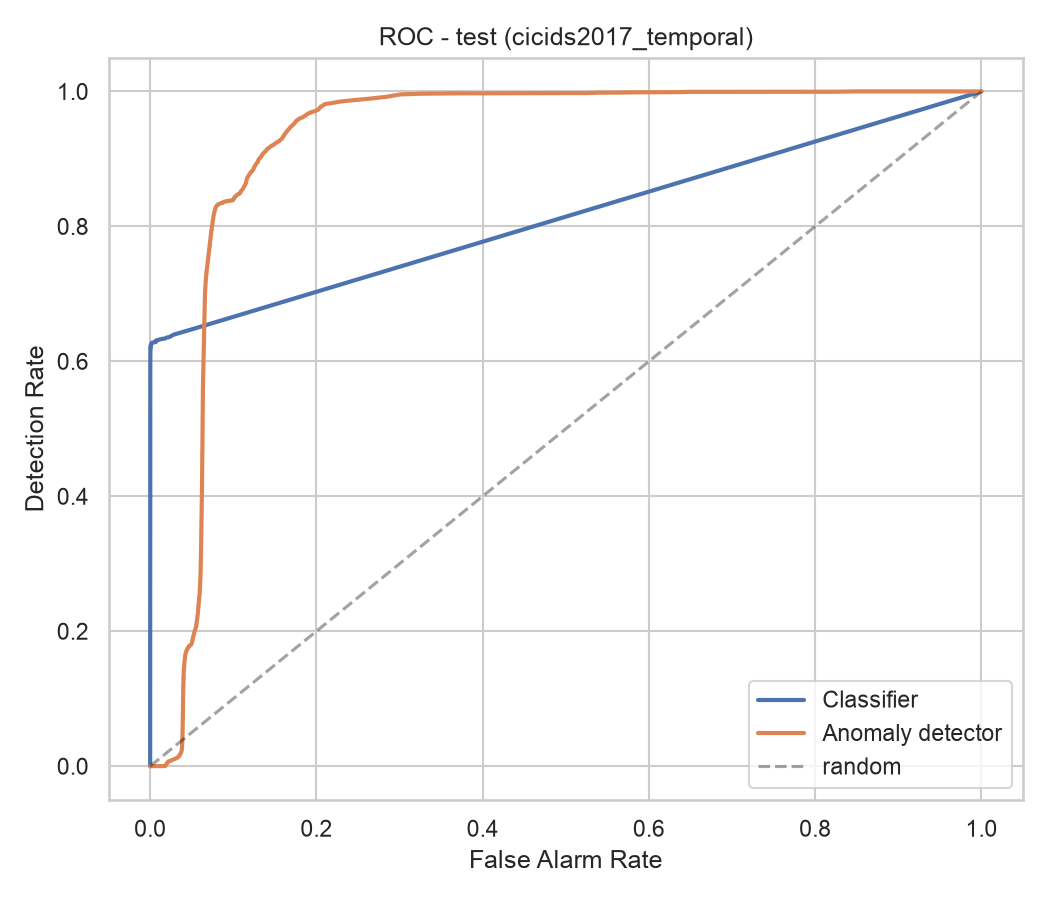 ROC - test (cicids2017_temporal)
Detection Rate
1.0
0.8
0.6
0.4
0.2
0.0
0.0 0.2 0.4 0.6 0.8 1.0
False Alarm Rate
Classifier
Anomaly detector
random